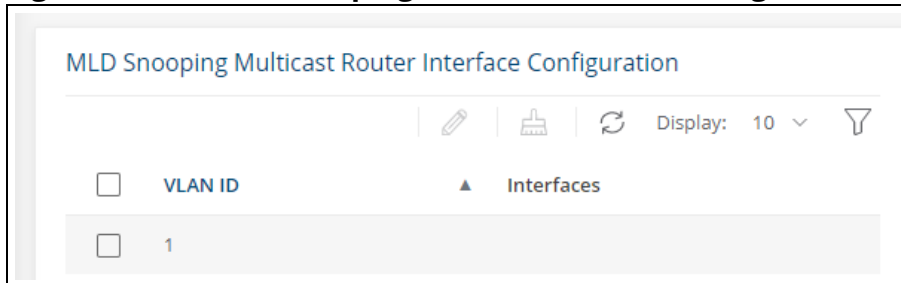 MLD Snooping Multicast Router Interface Configuration
Display: 10
VLAN ID Interfaces
1